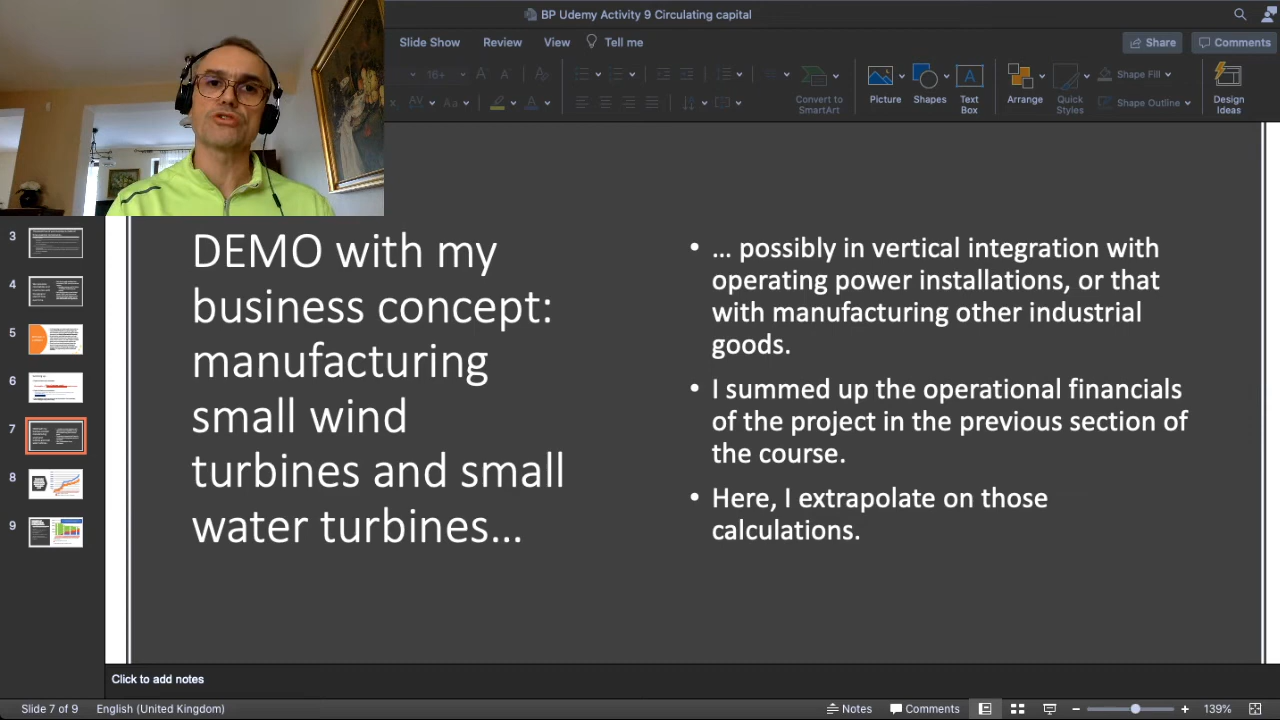 BP Udemy Activity 9 Circulating capital
Slide Show Review View Tell me
Share Comments
16+
Aa
Convert to SmartArt
Picture
Shapes
Text Box
Arrange
Quick Styles
Shape Fill
Shape Outline
Design Ideas
3
4
5
6
7
8
9
DEMO with my
business concept:
manufacturing
small wind
turbines and small
water turbines…
• … possibly in vertical integration with
operating power installations, or that
with manufacturing other industrial
goods.
• I summed up the operational financials
of the project in the previous section of
the course.
• Here, I extrapolate on those
calculations.
Click to add notes
Slide 7 of 9 English (United Kingdom) Notes Comments 139%